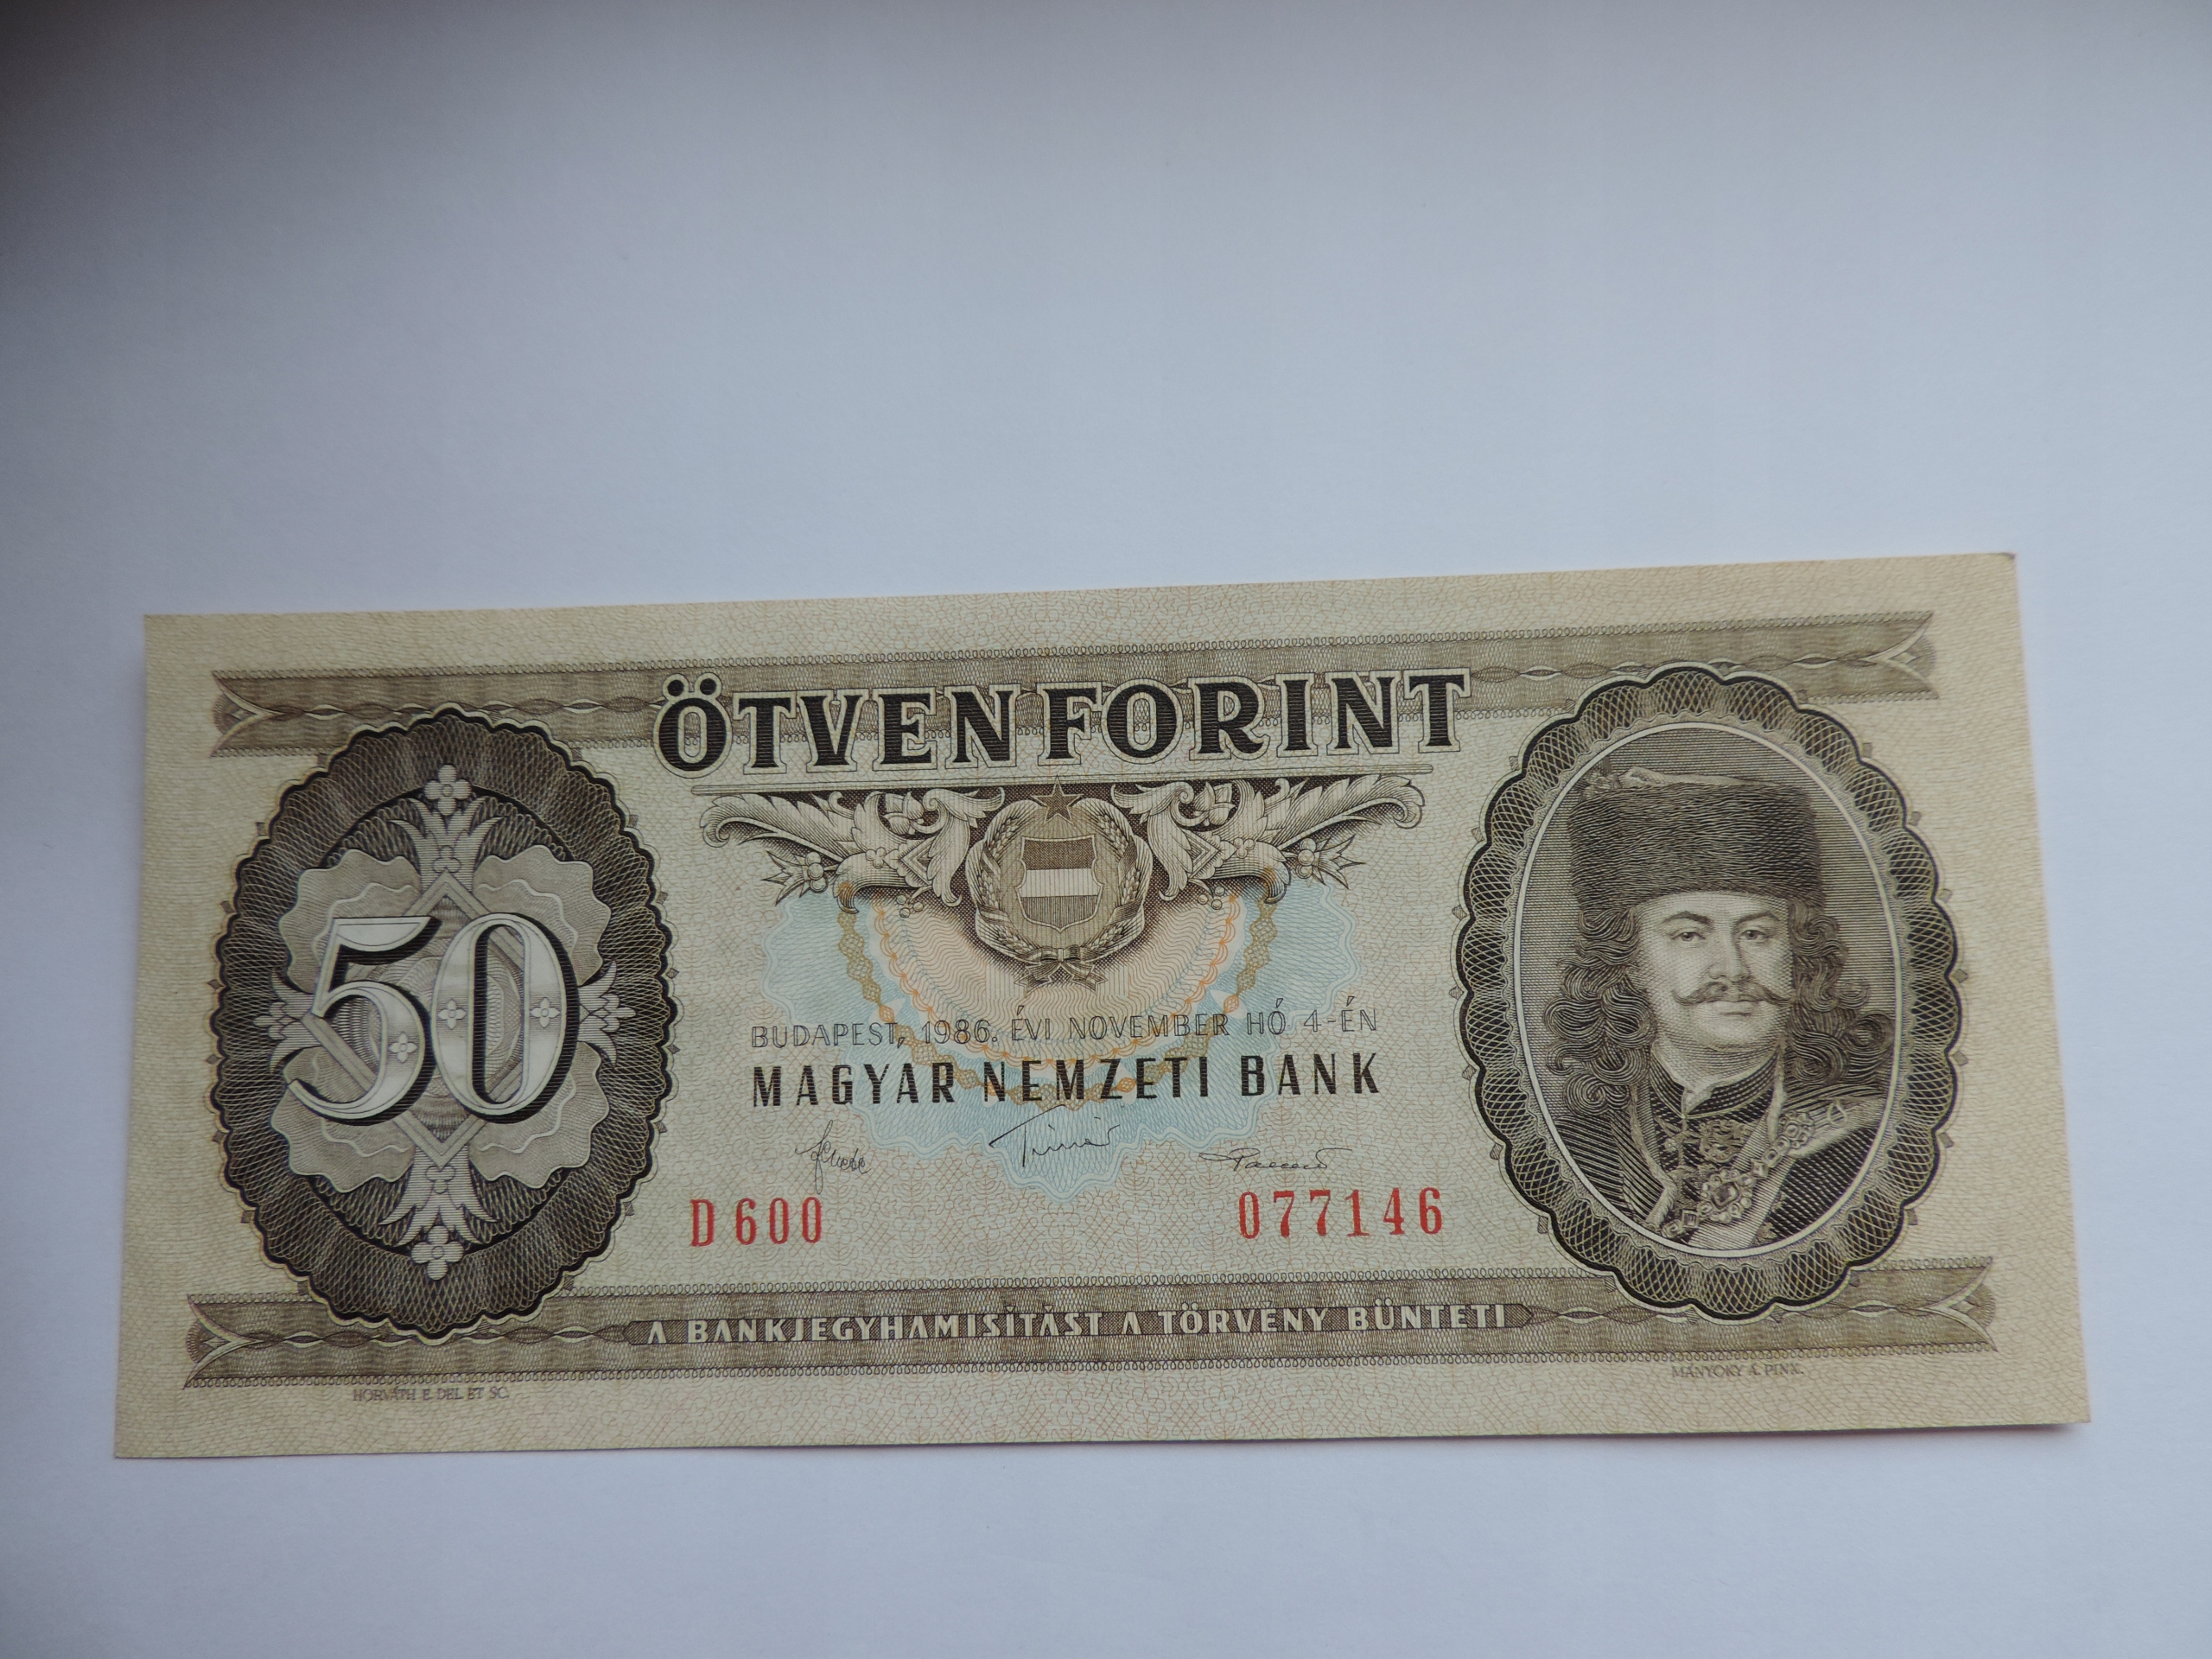 ÖTVEN FORINT
50
BUDAPEST, 1986. ÉVI NOVEMBER HÓ 4-ÉN
MAGYAR NEMZETI BANK
D 600 077146
A BANKJEGYHAMISÍTÁST A TÖRVÉNY BÜNTETI
HORVÁTH E. DEL ET SC. MÁNYOKY Á. PINX.